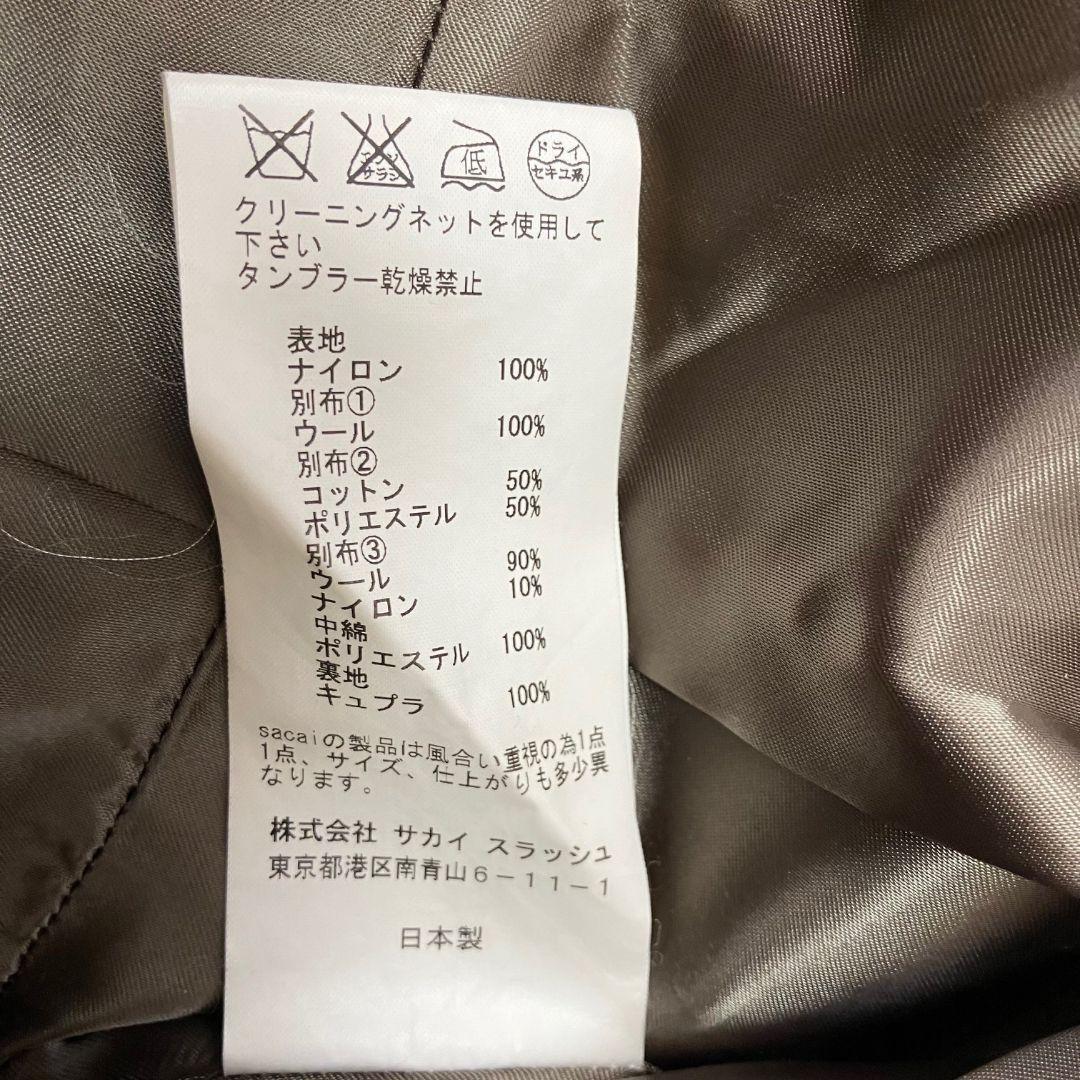 エンソ
サラシ
低
ドライ
セキユ系
クリーニングネットを使用して
下さい
タンブラー乾燥禁止
表地
ナイロン 100%
別布①
ウール 100%
別布②
コットン 50%
ポリエステル 50%
別布③
ウール 90%
ナイロン 10%
中綿
ポリエステル 100%
裏地
キュプラ 100%
sacaiの製品は風合い重視の為1点
1点、サイズ、仕上がりも多少異
なります。
株式会社 サカイ スラッシュ
東京都港区南青山6-11-1
日本製